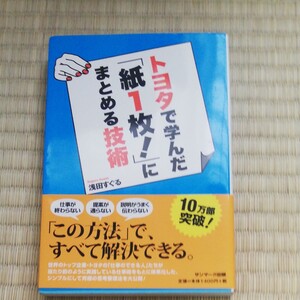 トヨタで学んだ
「紙1枚！」に
まとめる技術
浅田すぐる
仕事が
終わらない
提案が
通らない
説明がうまく
伝わらない
10万部
突破！
「この方法」で、
すべて解決できる。
サンマーク出版